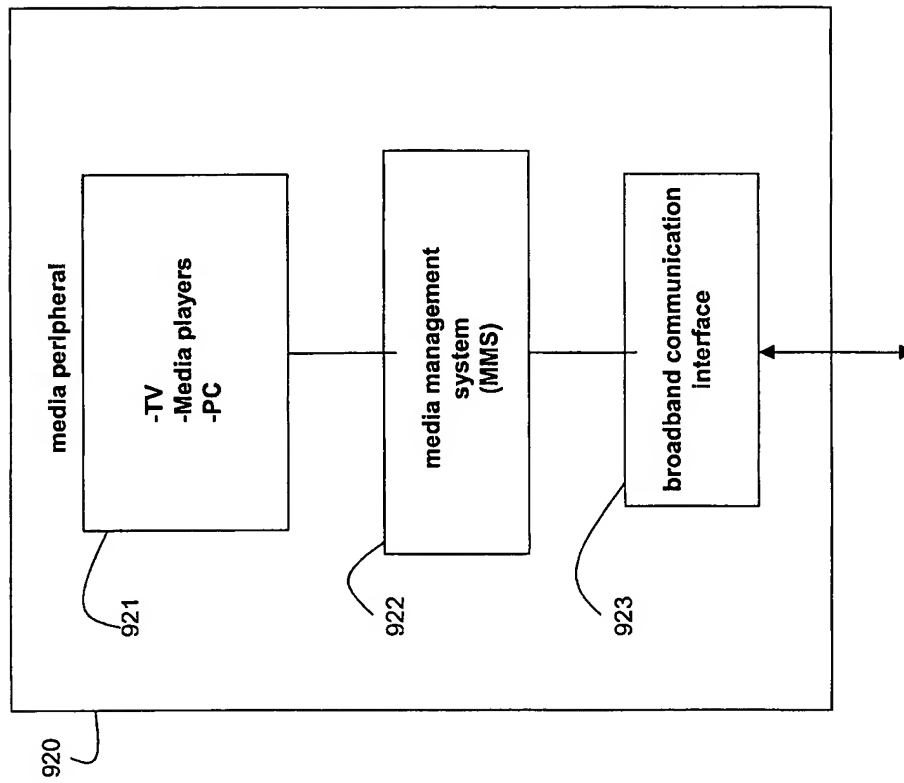 920
media peripheral
921
-TV
-Media players
-PC
922
media management
system
(MMS)
923
broadband communication
interface